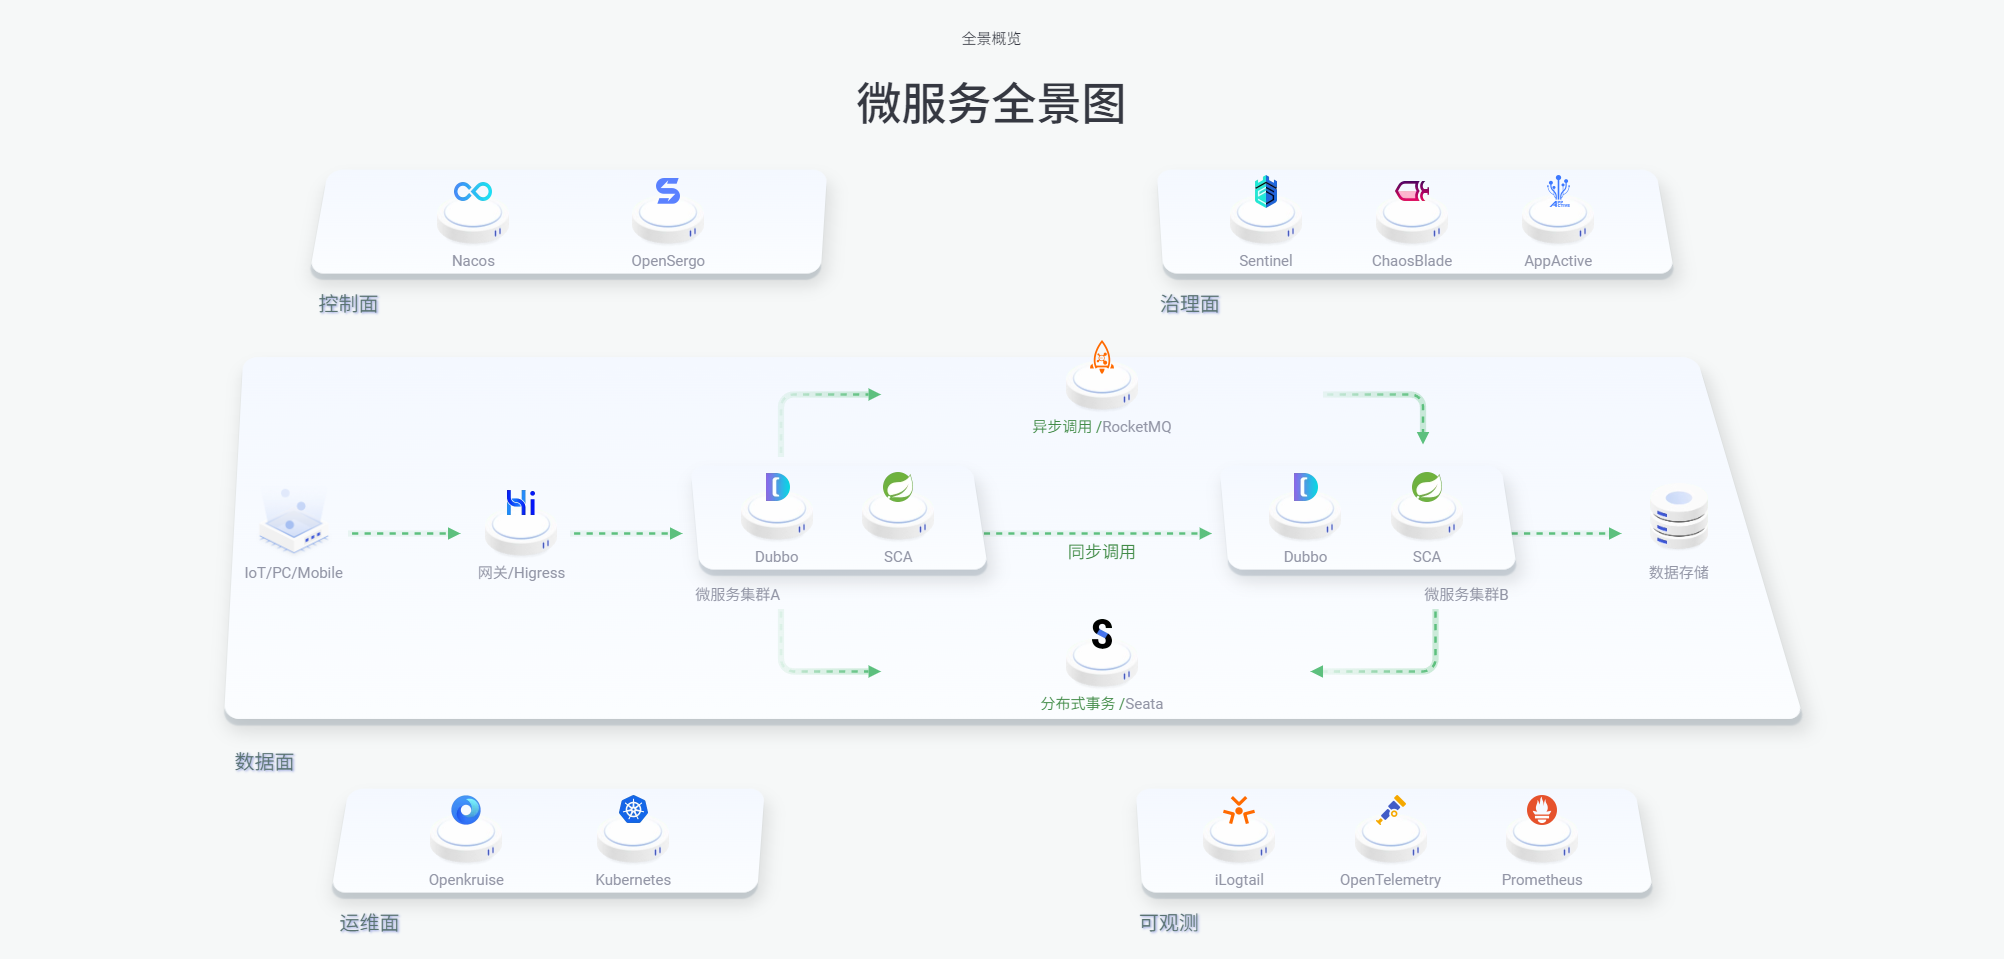 全景概览
微服务全景图
Nacos
OpenSergo
控制面
Sentinel
ChaosBlade
AppActive
治理面
异步调用 /RocketMQ
IoT/PC/Mobile
Hi
网关/Higress
Dubbo
SCA
微服务集群A
同步调用
Dubbo
SCA
微服务集群B
数据存储
S
分布式事务 /Seata
数据面
Openkruise
Kubernetes
运维面
iLogtail
OpenTelemetry
Prometheus
可观测